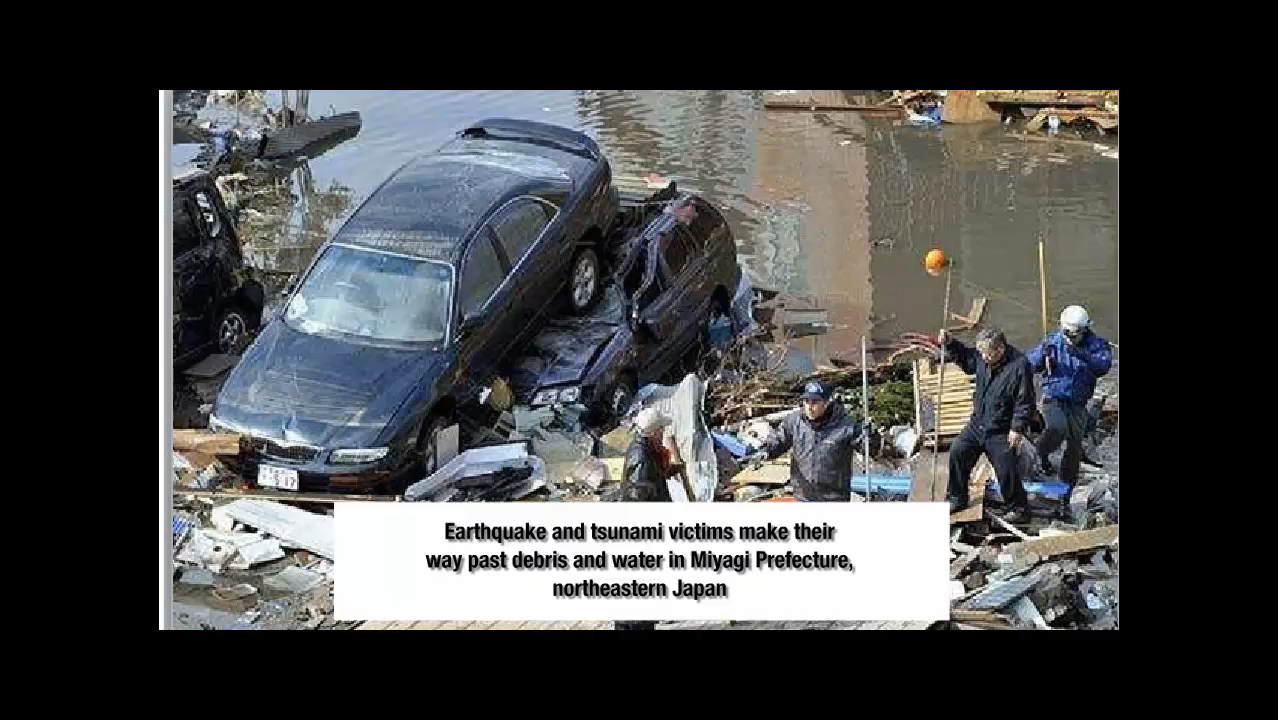 Earthquake and tsunami victims make their
way past debris and water in Miyagi Prefecture,
northeastern Japan